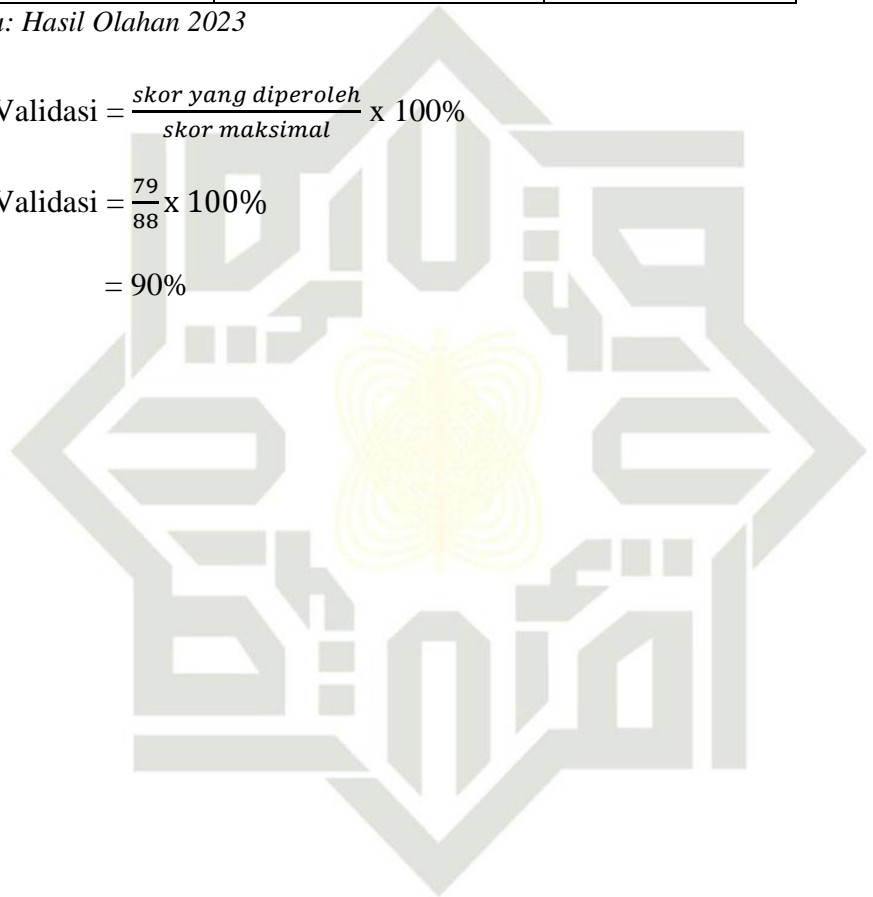 : Hasil Olahan 2023
Validasi = skor yang diperoleh / skor maksimal x 100%
Validasi = 79/88 x 100%
= 90%